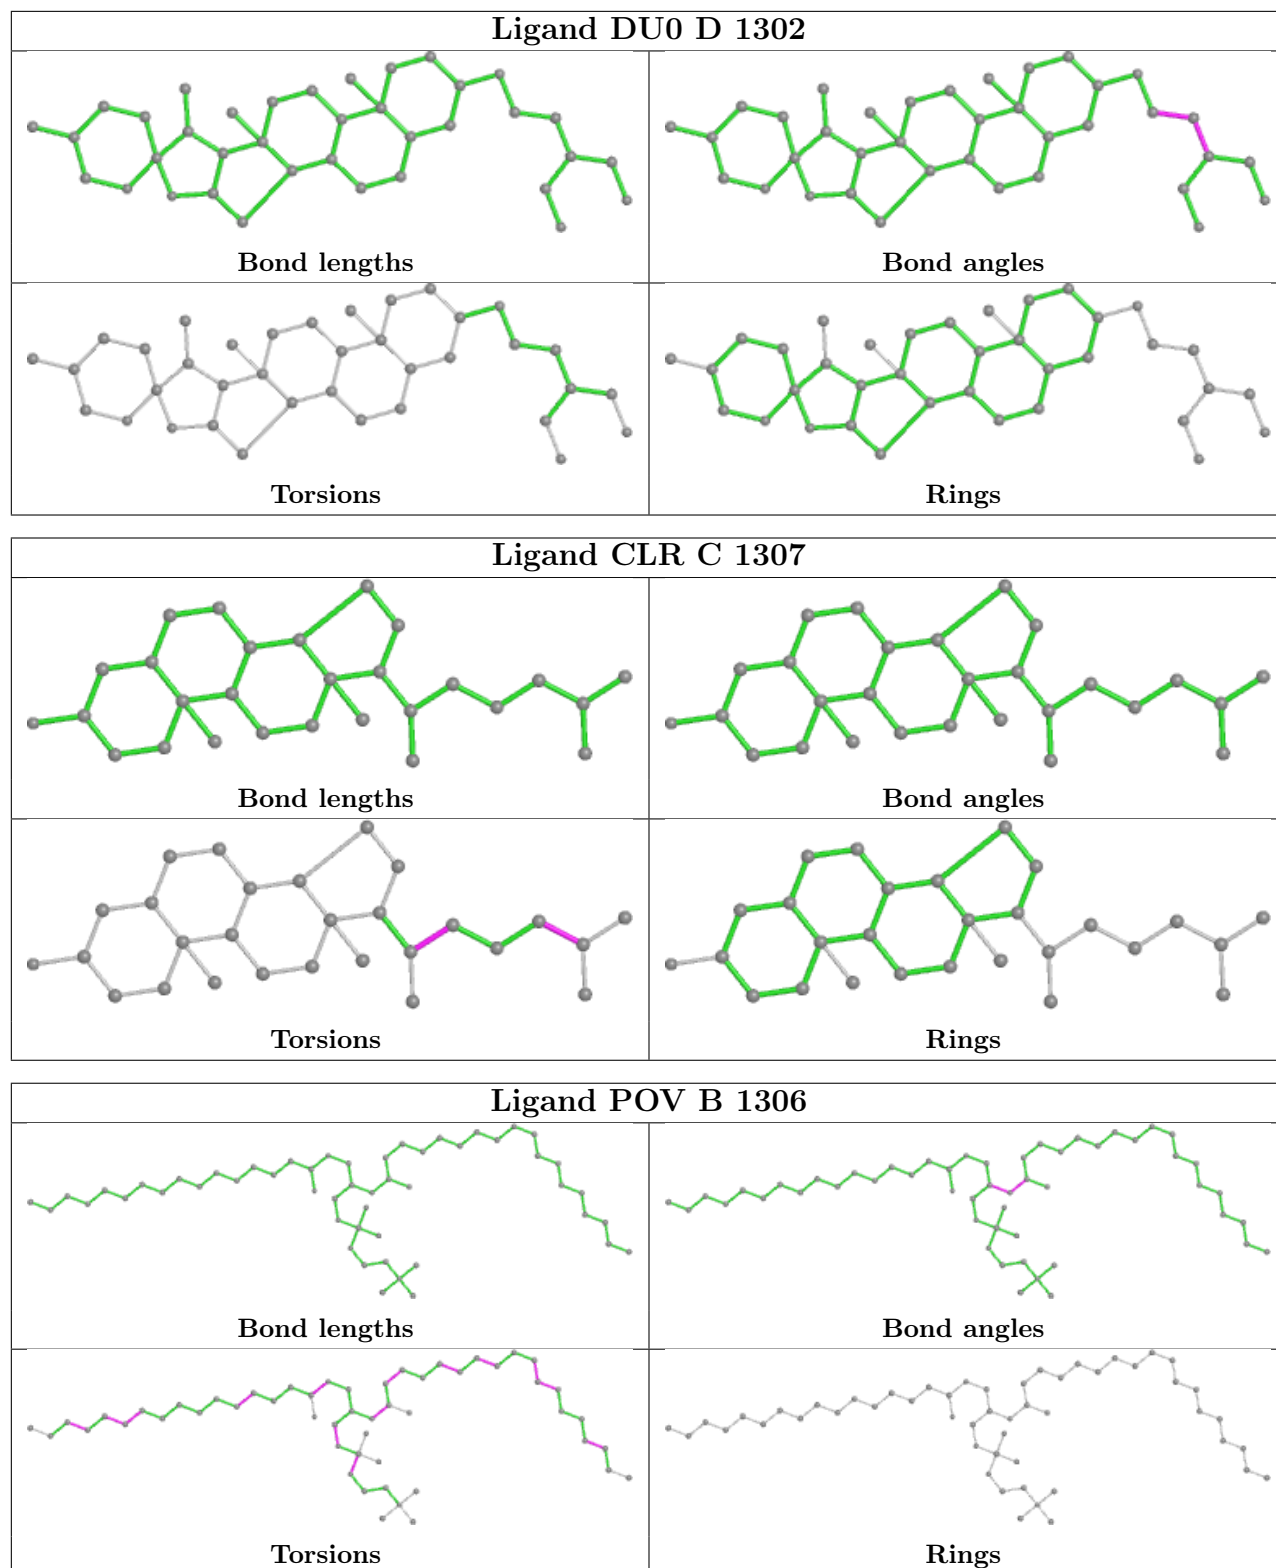 Ligand DU0 D 1302
Bond lengths
Bond angles
Torsions
Rings
Ligand CLR C 1307
Bond lengths
Bond angles
Torsions
Rings
Ligand POV B 1306
Bond lengths
Bond angles
Torsions
Rings